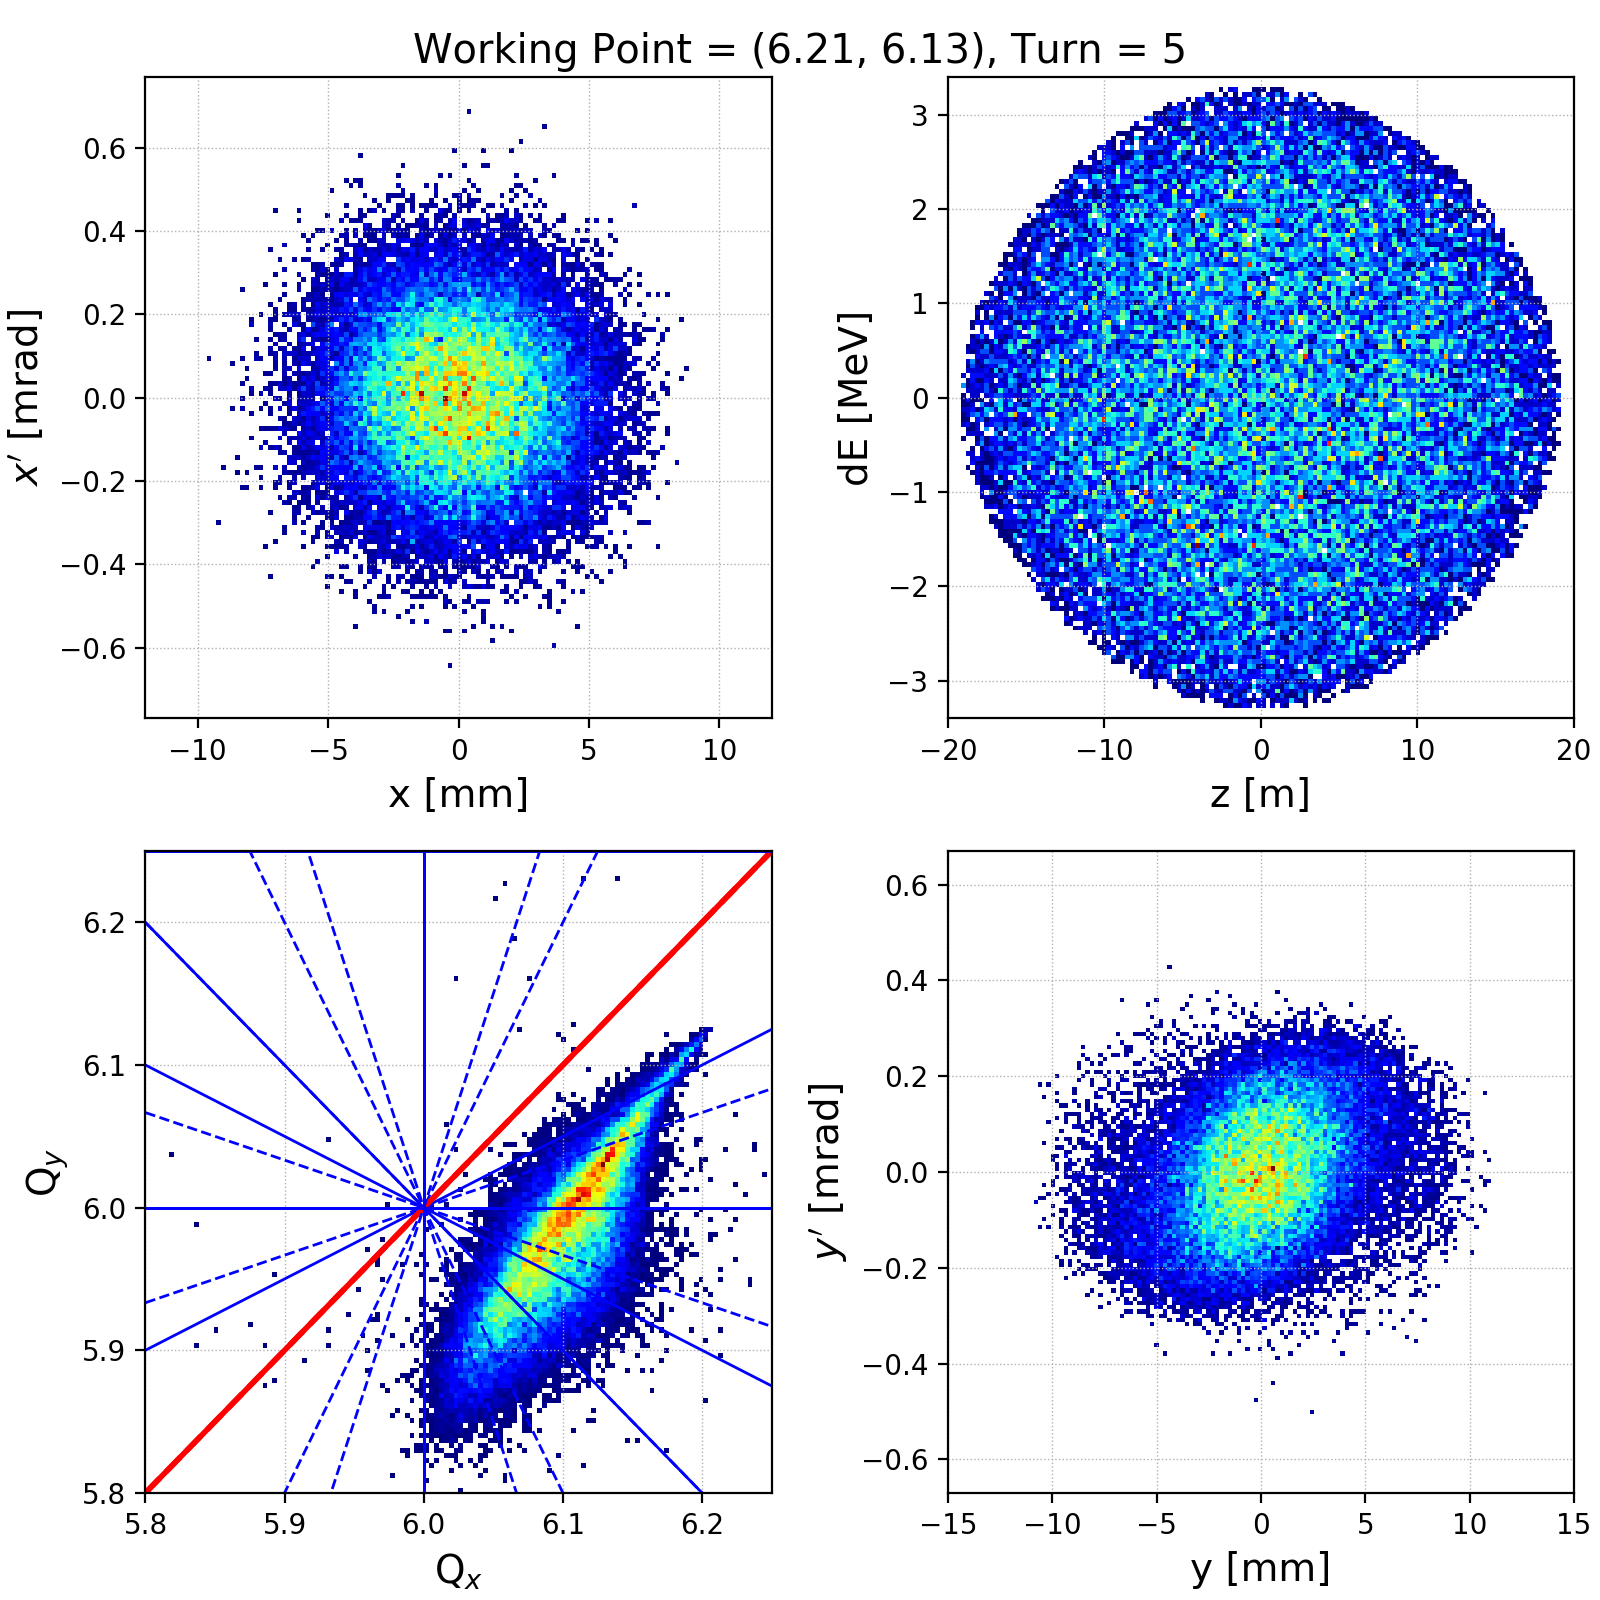 Working Point = (6.21, 6.13), Turn = 5
0.6
0.4
0.2
0.0
−0.2
−0.4
−0.6
x′ [mrad]
−10 −5 0 5 10
x [mm]
3
2
1
0
−1
−2
−3
dE [MeV]
−20 −10 0 10 20
z [m]
6.2
6.1
6.0
5.9
5.8
Qy
5.8 5.9 6.0 6.1 6.2
Qx
0.6
0.4
0.2
0.0
−0.2
−0.4
−0.6
y′ [mrad]
−15 −10 −5 0 5 10 15
y [mm]